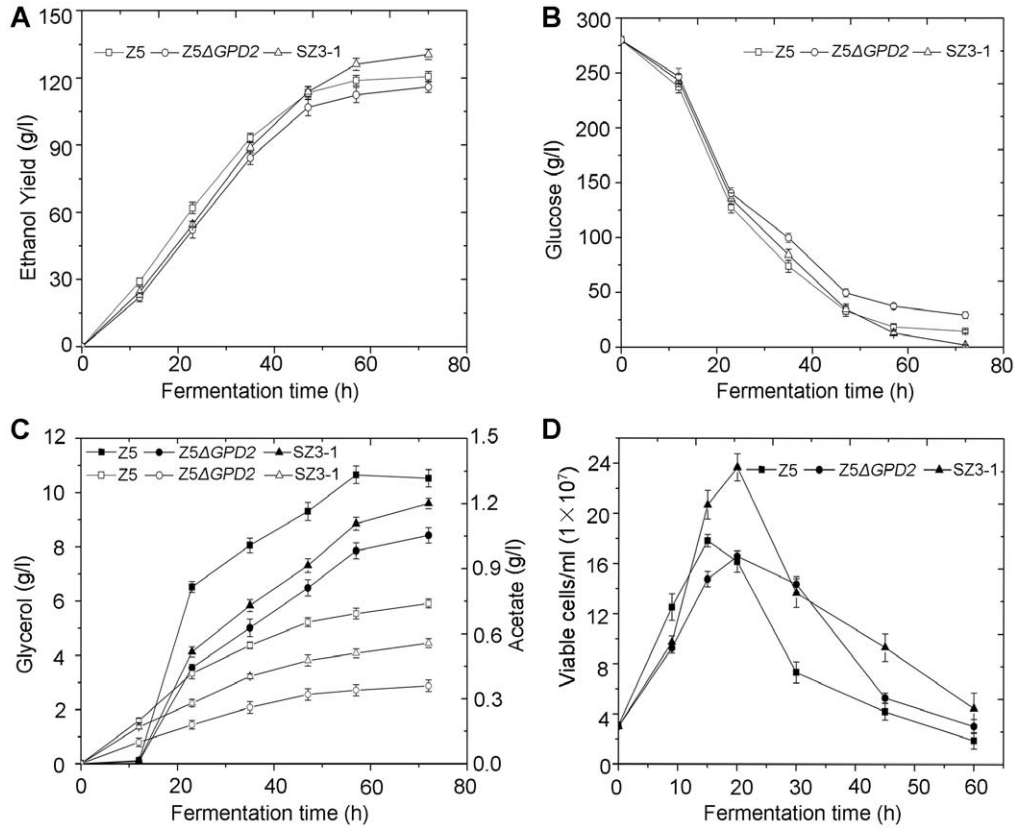 A
150
120
90
60
30
0
Ethanol Yield (g/l)
Z5 Z5ΔGPD2 SZ3-1
0 20 40 60 80
Fermentation time (h)
B
300
250
200
150
100
50
0
Glucose (g/l)
Z5 Z5ΔGPD2 SZ3-1
0 20 40 60 80
Fermentation time (h)
C
12
10
8
6
4
2
0
Glycerol (g/l)
Z5 Z5ΔGPD2 SZ3-1
Z5 Z5ΔGPD2 SZ3-1
1.5
1.2
0.9
0.6
0.3
0.0
Acetate (g/l)
0 20 40 60 80
Fermentation time (h)
D
24
20
16
12
8
4
0
Viable cells/ml (1 × 10⁷)
Z5 Z5ΔGPD2 SZ3-1
0 10 20 30 40 50 60
Fermentation time (h)